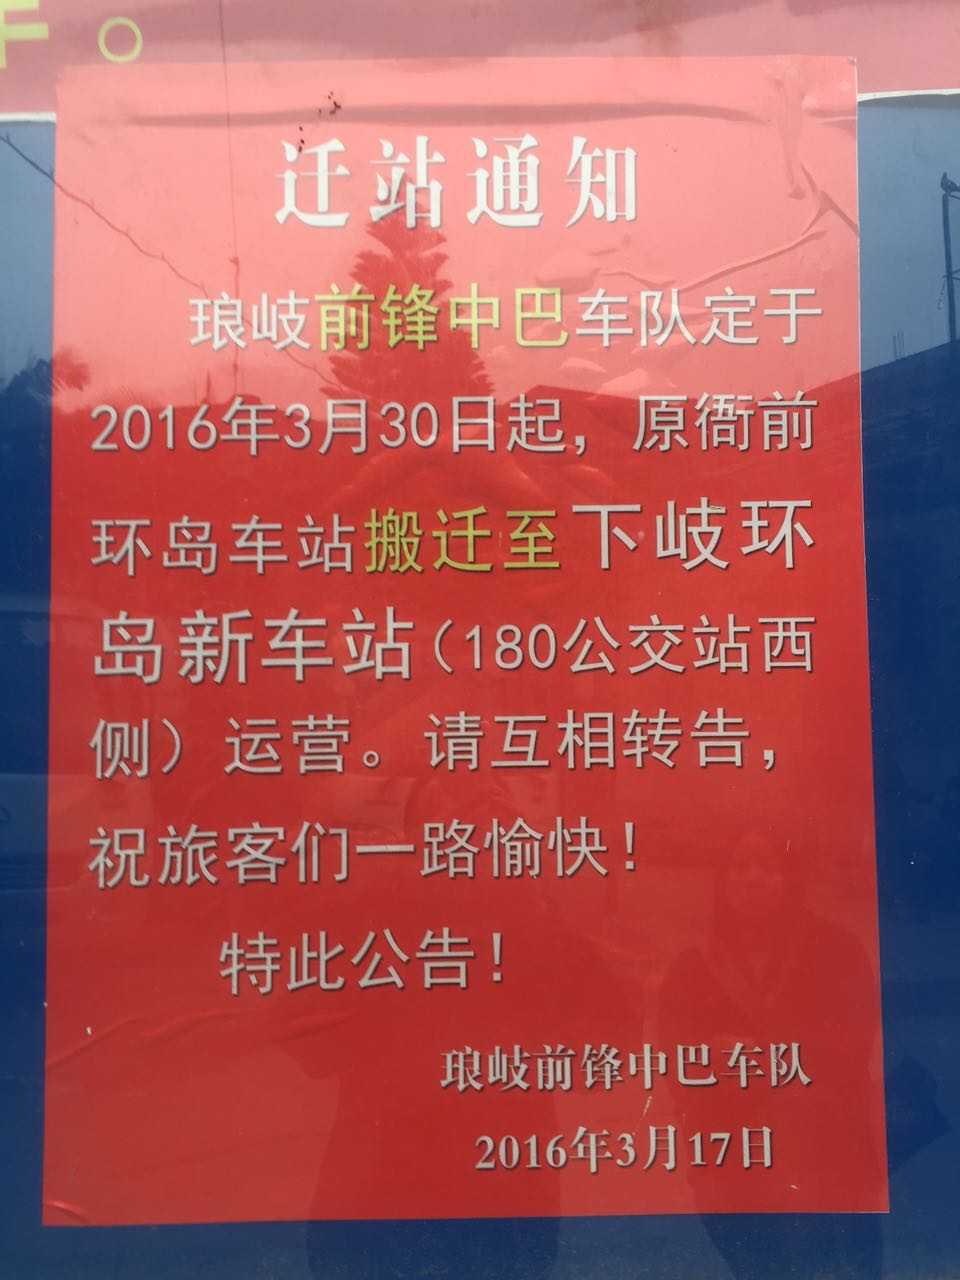 。
迁站通知
琅岐前锋中巴车队定于
2016年3月30日起，原衙前
环岛车站搬迁至下岐环
岛新车站（180公交站西
侧）运营。请互相转告，
祝旅客们一路愉快！
特此公告！
琅岐前锋中巴车队
2016年3月17日